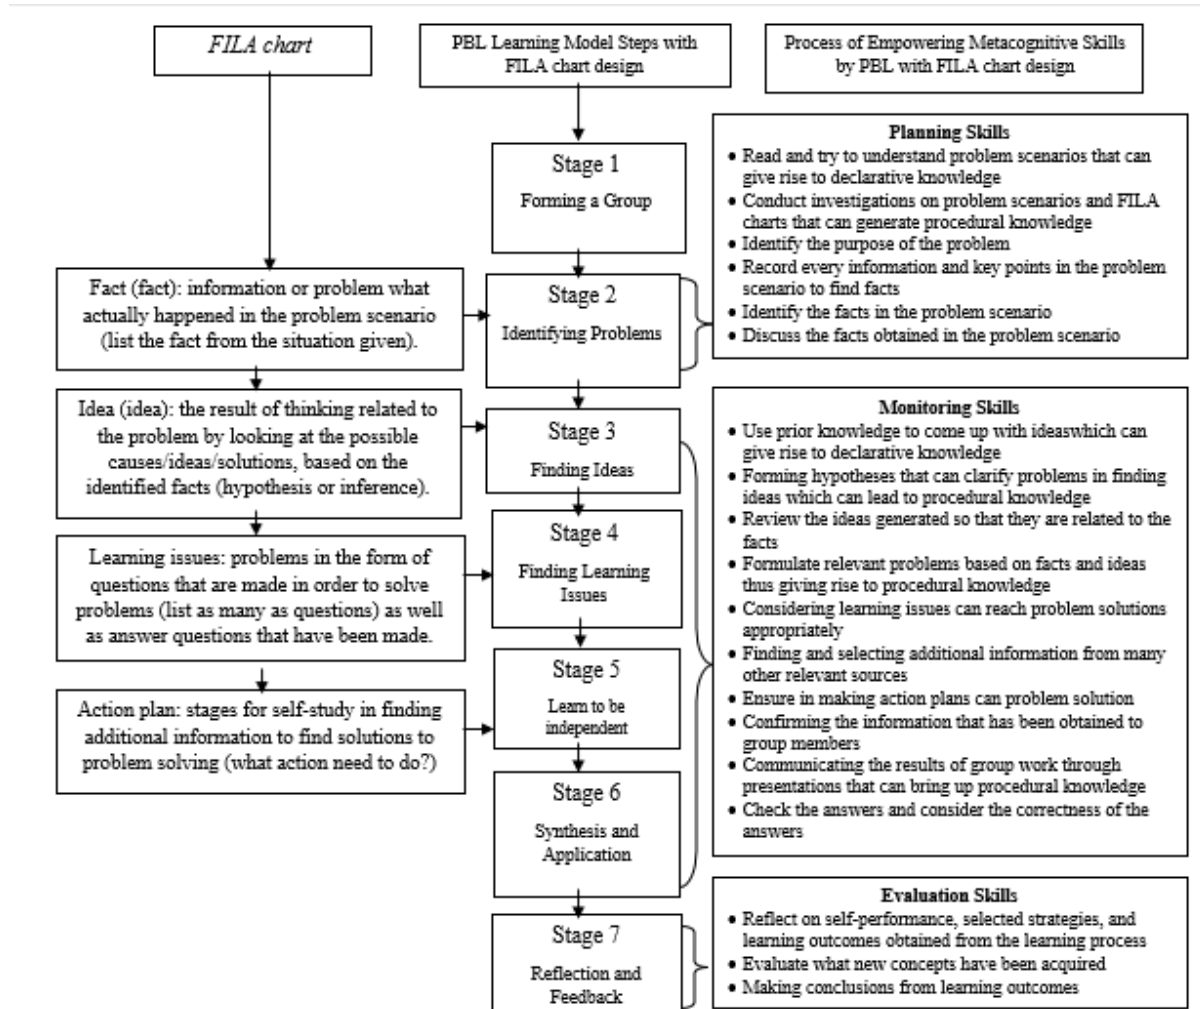 FILA chart
PBL Learning Model Steps with
FILA chart design
Process of Empowering Metacognitive Skills
by PBL with FILA chart design
Fact (fact): information or problem what
actually happened in the problem scenario
(list the fact from the situation given).
Idea (idea): the result of thinking related to
the problem by looking at the possible
causes/ideas/solutions, based on the
identified facts (hypothesis or inference).
Learning issues: problems in the form of
questions that are made in order to solve
problems (list as many as questions) as well
as answer questions that have been made.
Action plan: stages for self-study in finding
additional information to find solutions to
problem solving (what action need to do?)
Stage 1
Forming a Group
Stage 2
Identifying Problems
Stage 3
Finding Ideas
Stage 4
Finding Learning
Issues
Stage 5
Learn to be
independent
Stage 6
Synthesis and
Application
Stage 7
Reflection and
Feedback
Planning Skills
• Read and try to understand problem scenarios that can
give rise to declarative knowledge
• Conduct investigations on problem scenarios and FILA
charts that can generate procedural knowledge
• Identify the purpose of the problem
• Record every information and key points in the problem
scenario to find facts
• Identify the facts in the problem scenario
• Discuss the facts obtained in the problem scenario
Monitoring Skills
• Use prior knowledge to come up with ideaswhich can
give rise to declarative knowledge
• Forming hypotheses that can clarify problems in finding
ideas which can lead to procedural knowledge
• Review the ideas generated so that they are related to the
facts
• Formulate relevant problems based on facts and ideas
thus giving rise to procedural knowledge
• Considering learning issues can reach problem solutions
appropriately
• Finding and selecting additional information from many
other relevant sources
• Ensure in making action plans can problem solution
• Confirming the information that has been obtained to
group members
• Communicating the results of group work through
presentations that can bring up procedural knowledge
• Check the answers and consider the correctness of the
answers
Evaluation Skills
• Reflect on self-performance, selected strategies, and
learning outcomes obtained from the learning process
• Evaluate what new concepts have been acquired
• Making conclusions from learning outcomes